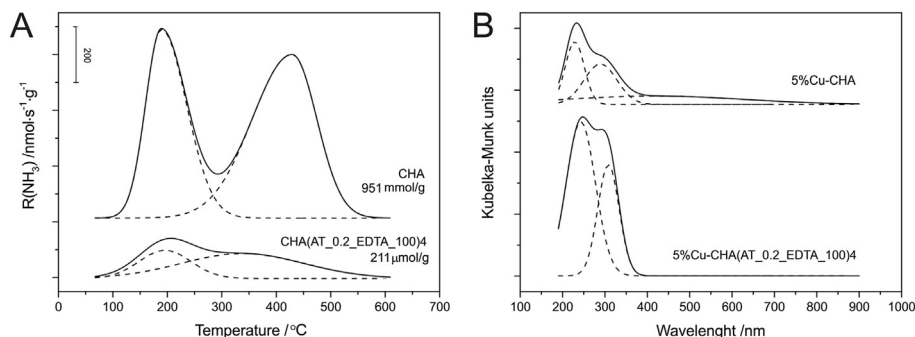 A
200
R(NH3) /nmol·s-1·g-1
CHA
951 mmol/g
CHA(AT_0.2_EDTA_100)4
211µmol/g
0 100 200 300 400 500 600 700
Temperature /°C
B
Kubelka-Munk units
5%Cu-CHA
5%Cu-CHA(AT_0.2_EDTA_100)4
100 200 300 400 500 600 700 800 900 1000
Wavelenght /nm